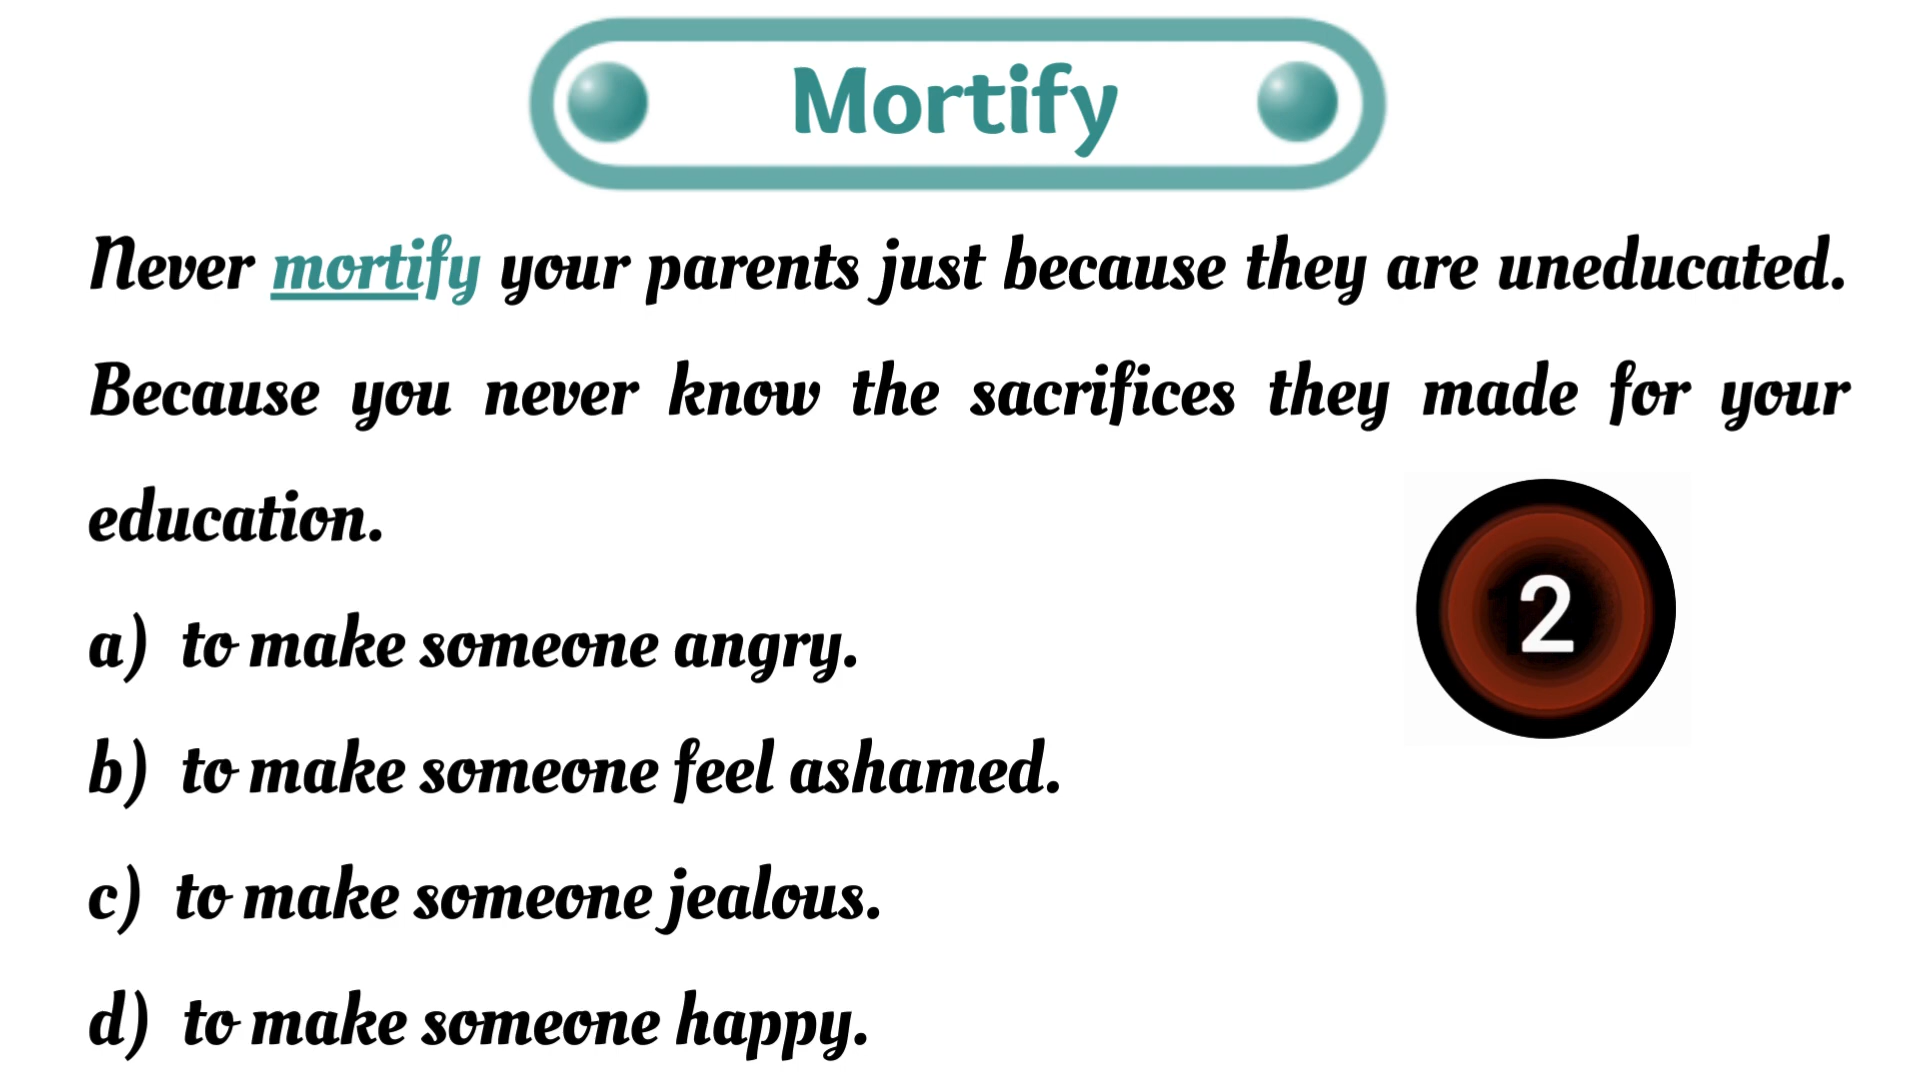 Mortify
Never mortify your parents just because they are uneducated.
Because you never know the sacrifices they made for your
education.
2
a) to make someone angry.
b) to make someone feel ashamed.
c) to make someone jealous.
d) to make someone happy.